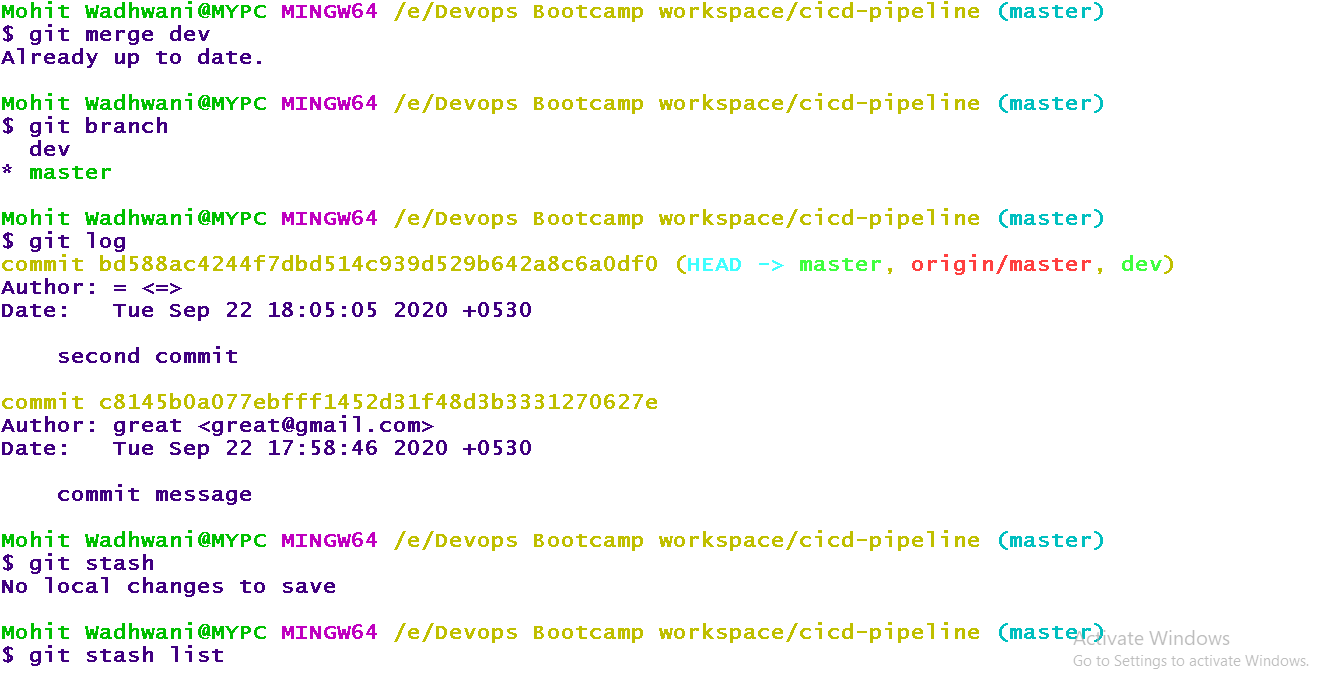 Mohit Wadhwani@MYPC MINGW64 /e/Devops Bootcamp workspace/cicd-pipeline (master)
$ git merge dev
Already up to date.
Mohit Wadhwani@MYPC MINGW64 /e/Devops Bootcamp workspace/cicd-pipeline (master)
$ git branch
  dev
* master
Mohit Wadhwani@MYPC MINGW64 /e/Devops Bootcamp workspace/cicd-pipeline (master)
$ git log
commit bd588ac4244f7dbd514c939d529b642a8c6a0df0 (HEAD -> master, origin/master, dev)
Author: = <=>
Date:   Tue Sep 22 18:05:05 2020 +0530
    second commit
commit c8145b0a077ebfff1452d31f48d3b3331270627e
Author: great <great@gmail.com>
Date:   Tue Sep 22 17:58:46 2020 +0530
    commit message
Mohit Wadhwani@MYPC MINGW64 /e/Devops Bootcamp workspace/cicd-pipeline (master)
$ git stash
No local changes to save
Mohit Wadhwani@MYPC MINGW64 /e/Devops Bootcamp workspace/cicd-pipeline (master)
$ git stash list
Activate Windows
Go to Settings to activate Windows.